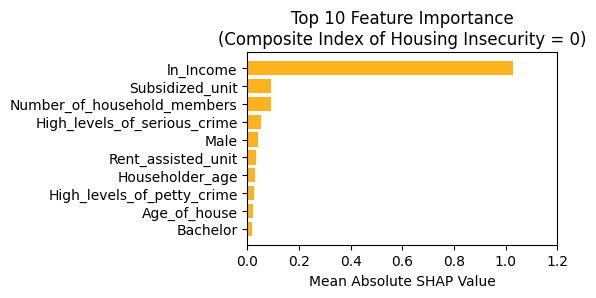 Top 10 Feature Importance
(Composite Index of Housing Insecurity = 0)
ln_Income
Subsidized_unit
Number_of_household_members
High_levels_of_serious_crime
Male
Rent_assisted_unit
Householder_age
High_levels_of_petty_crime
Age_of_house
Bachelor
0.0 0.2 0.4 0.6 0.8 1.0 1.2
Mean Absolute SHAP Value